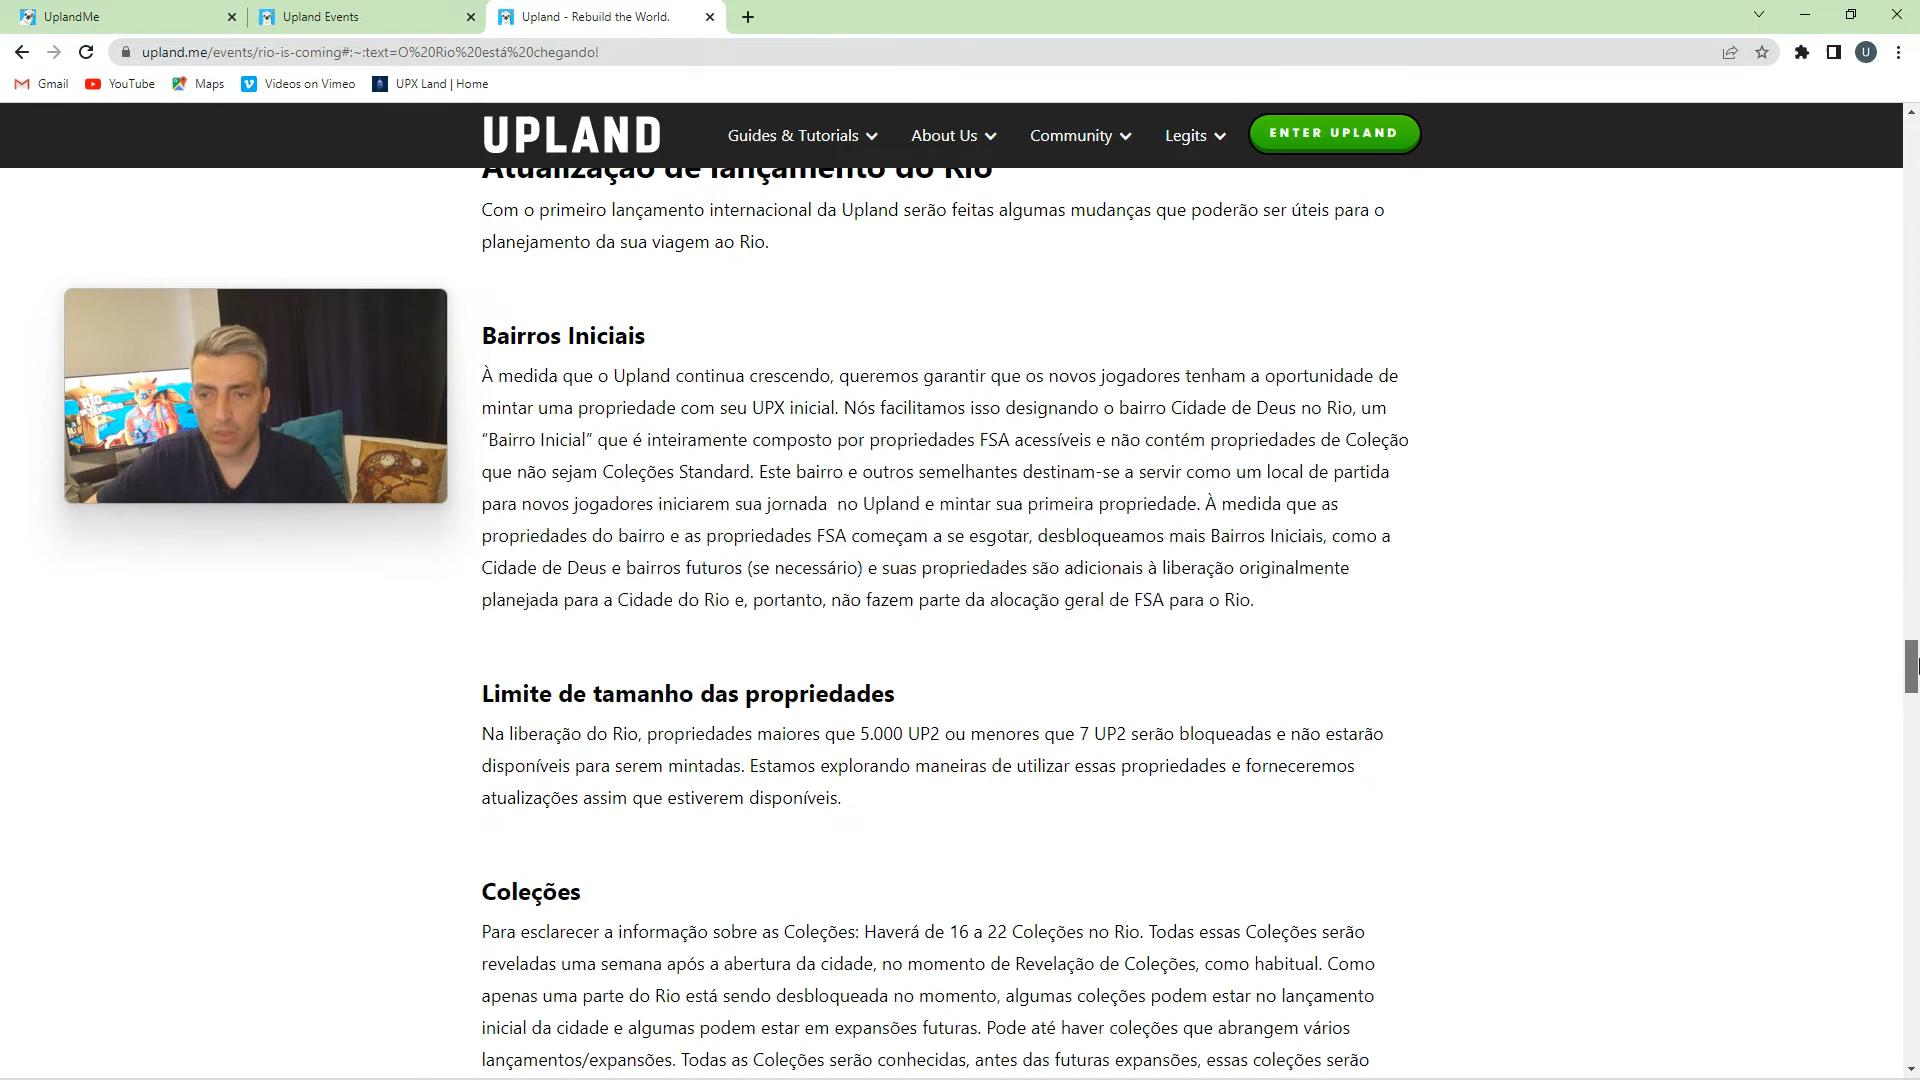 UplandMe
Upland Events
Upland - Rebuild the World.
upland.me/events/rio-is-coming#:~:text=O%20Rio%20está%20chegando!
U
Gmail
YouTube
Maps
Videos on Vimeo
UPX Land | Home
UPLAND
Guides & Tutorials
About Us
Community
Legits
ENTER UPLAND
Atualização de lançamento do Rio
Com o primeiro lançamento internacional da Upland serão feitas algumas mudanças que poderão ser úteis para o
planejamento da sua viagem ao Rio.
RIO
Bairros Iniciais
À medida que o Upland continua crescendo, queremos garantir que os novos jogadores tenham a oportunidade de
mintar uma propriedade com seu UPX inicial. Nós facilitamos isso designando o bairro Cidade de Deus no Rio, um
“Bairro Inicial” que é inteiramente composto por propriedades FSA acessíveis e não contém propriedades de Coleção
que não sejam Coleções Standard. Este bairro e outros semelhantes destinam-se a servir como um local de partida
para novos jogadores iniciarem sua jornada  no Upland e mintar sua primeira propriedade. À medida que as
propriedades do bairro e as propriedades FSA começam a se esgotar, desbloqueamos mais Bairros Iniciais, como a
Cidade de Deus e bairros futuros (se necessário) e suas propriedades são adicionais à liberação originalmente
planejada para a Cidade do Rio e, portanto, não fazem parte da alocação geral de FSA para o Rio.
Limite de tamanho das propriedades
Na liberação do Rio, propriedades maiores que 5.000 UP2 ou menores que 7 UP2 serão bloqueadas e não estarão
disponíveis para serem mintadas. Estamos explorando maneiras de utilizar essas propriedades e forneceremos
atualizações assim que estiverem disponíveis.
Coleções
Para esclarecer a informação sobre as Coleções: Haverá de 16 a 22 Coleções no Rio. Todas essas Coleções serão
reveladas uma semana após a abertura da cidade, no momento de Revelação de Coleções, como habitual. Como
apenas uma parte do Rio está sendo desbloqueada no momento, algumas coleções podem estar no lançamento
inicial da cidade e algumas podem estar em expansões futuras. Pode até haver coleções que abrangem vários
lançamentos/expansões. Todas as Coleções serão conhecidas, antes das futuras expansões, essas coleções serão